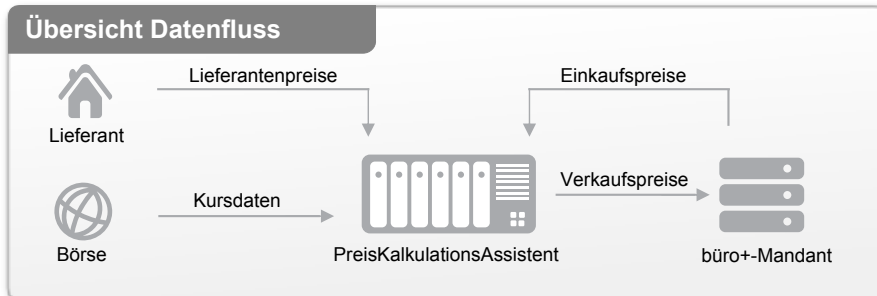 Übersicht Datenfluss
Lieferantenpreise
Einkaufspreise
Lieferant
Kursdaten
Verkaufspreise
Börse
PreisKalkulationsAssistent
büro+-Mandant